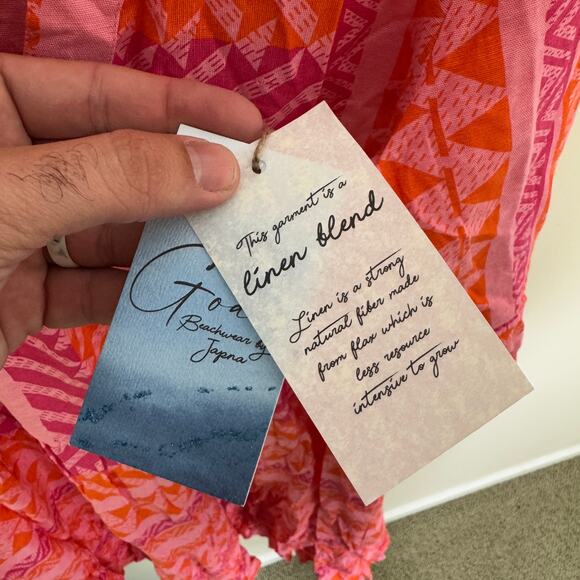 Beachwear by
Japna
This garment is a
linen blend
Linen is a strong
natural fiber made
from flax which is
less resource
intensive to grow